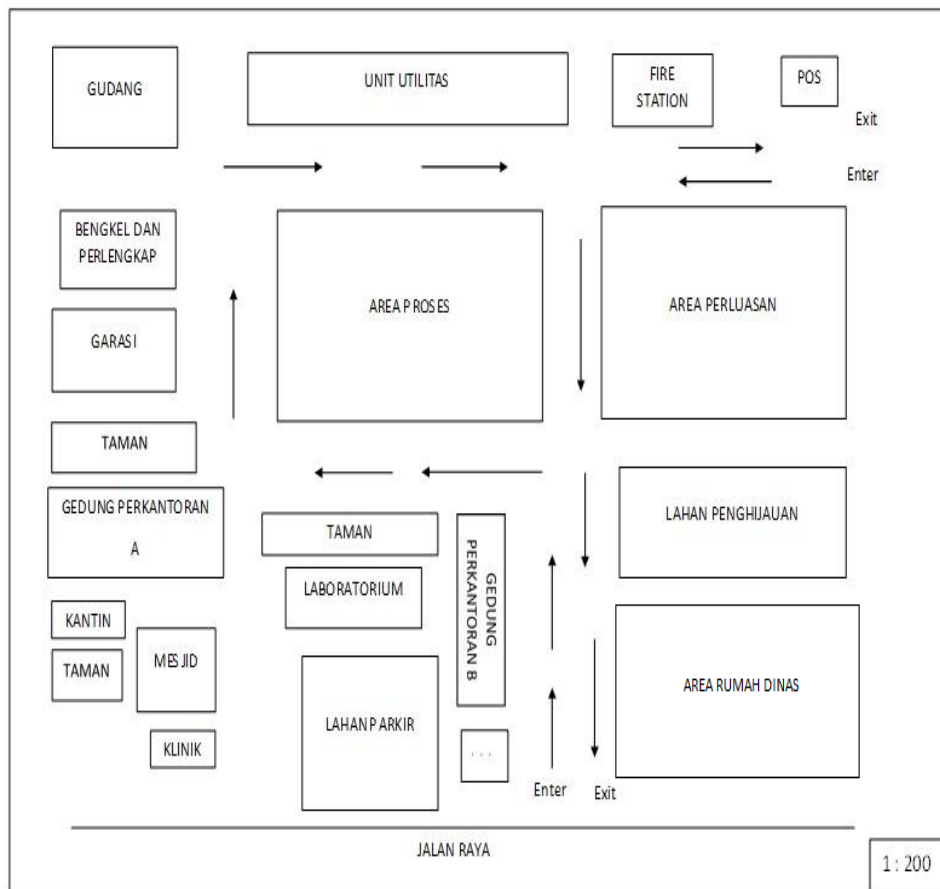 GUDANG
UNIT UTILITAS
FIRE
STATION
POS
Exit
Enter
BENGKEL DAN
PERLENGKAP
AREA PROSES
AREA PERLUASAN
GARASI
TAMAN
GEDUNG PERKANTORAN
A
TAMAN
GEDUNG
PERKANTORAN B
LAHAN PENGHIJAUAN
LABORATORIUM
KANTIN
TAMAN
MESJID
AREA RUMAH DINAS
LAHAN PARKIR
KLINIK
...
Enter
Exit
JALAN RAYA
1 : 200